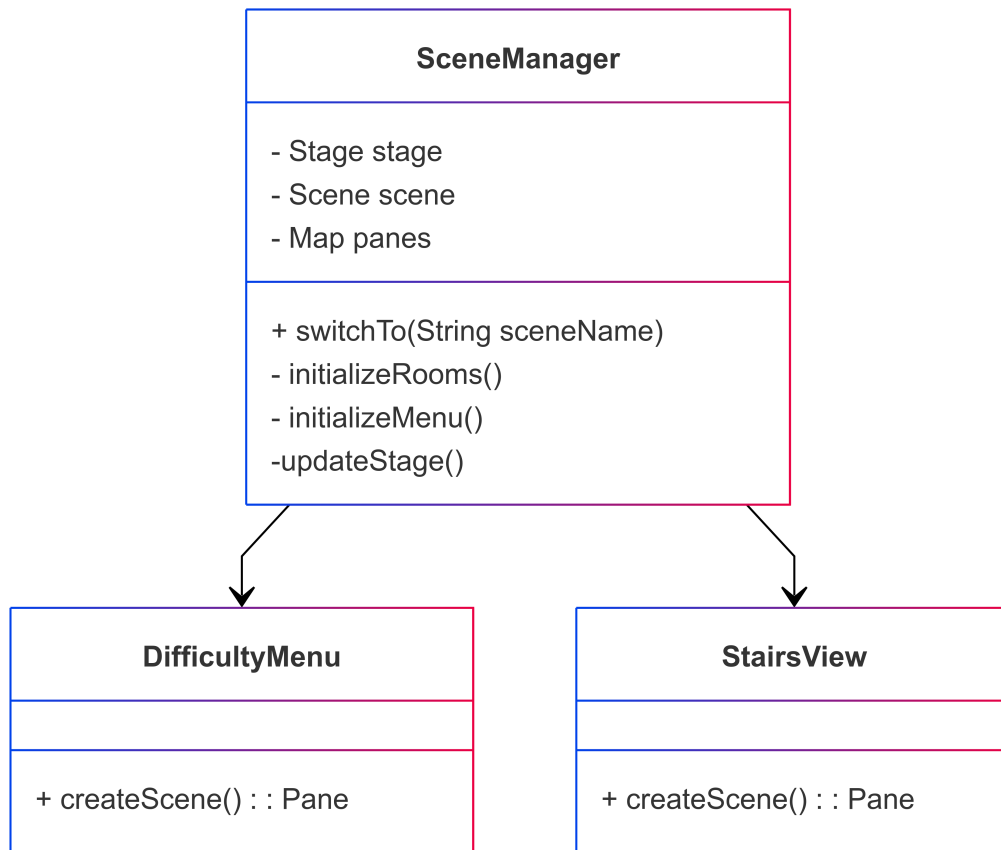 SceneManager
- Stage stage
- Scene scene
- Map panes
+ switchTo(String sceneName)
- initializeRooms()
- initializeMenu()
-updateStage()
DifficultyMenu
+ createScene() : : Pane
StairsView
+ createScene() : : Pane